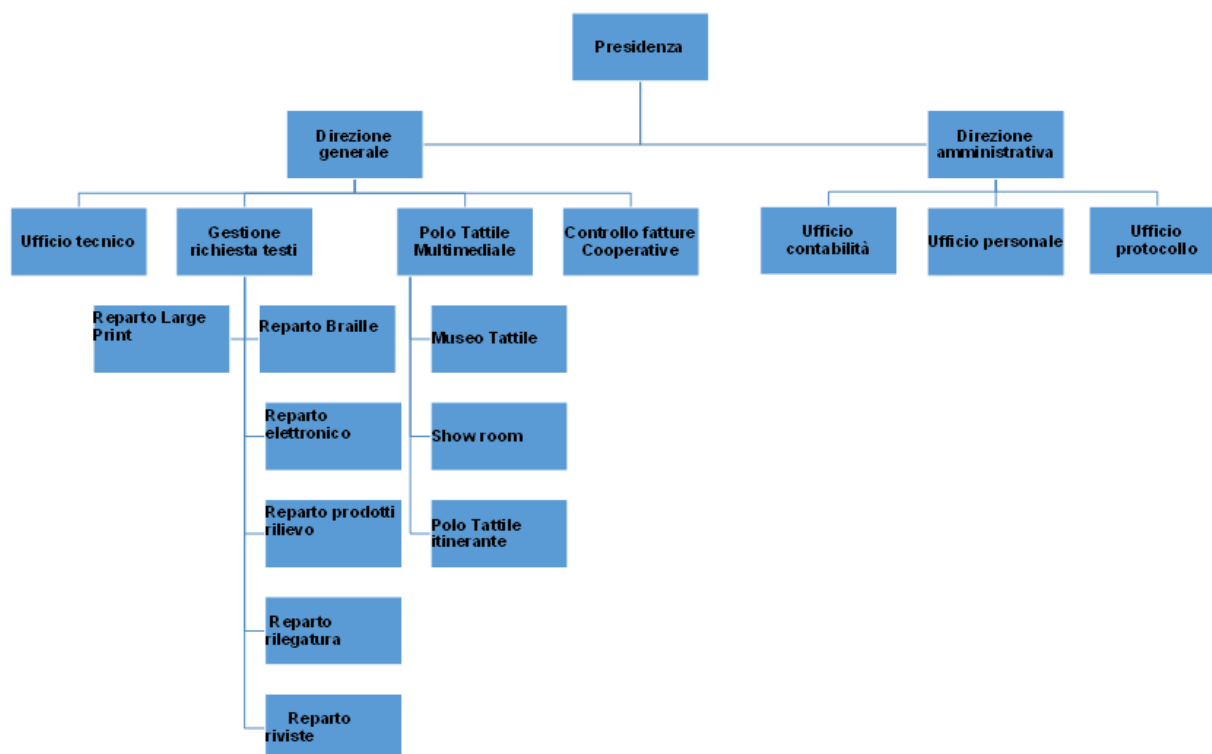 Presidenza
Direzione
generale
Direzione
amministrativa
Ufficio tecnico
Gestione
richiesta testi
Polo Tattile
Multimediale
Controllo fatture
Cooperative
Ufficio
contabilità
Ufficio personale
Ufficio
protocollo
Reparto Large
Print
Reparto Braille
Museo Tattile
Reparto
elettronico
Show room
Reparto prodotti
rilievo
Polo Tattile
itinerante
Reparto
rilegatura
Reparto
riviste